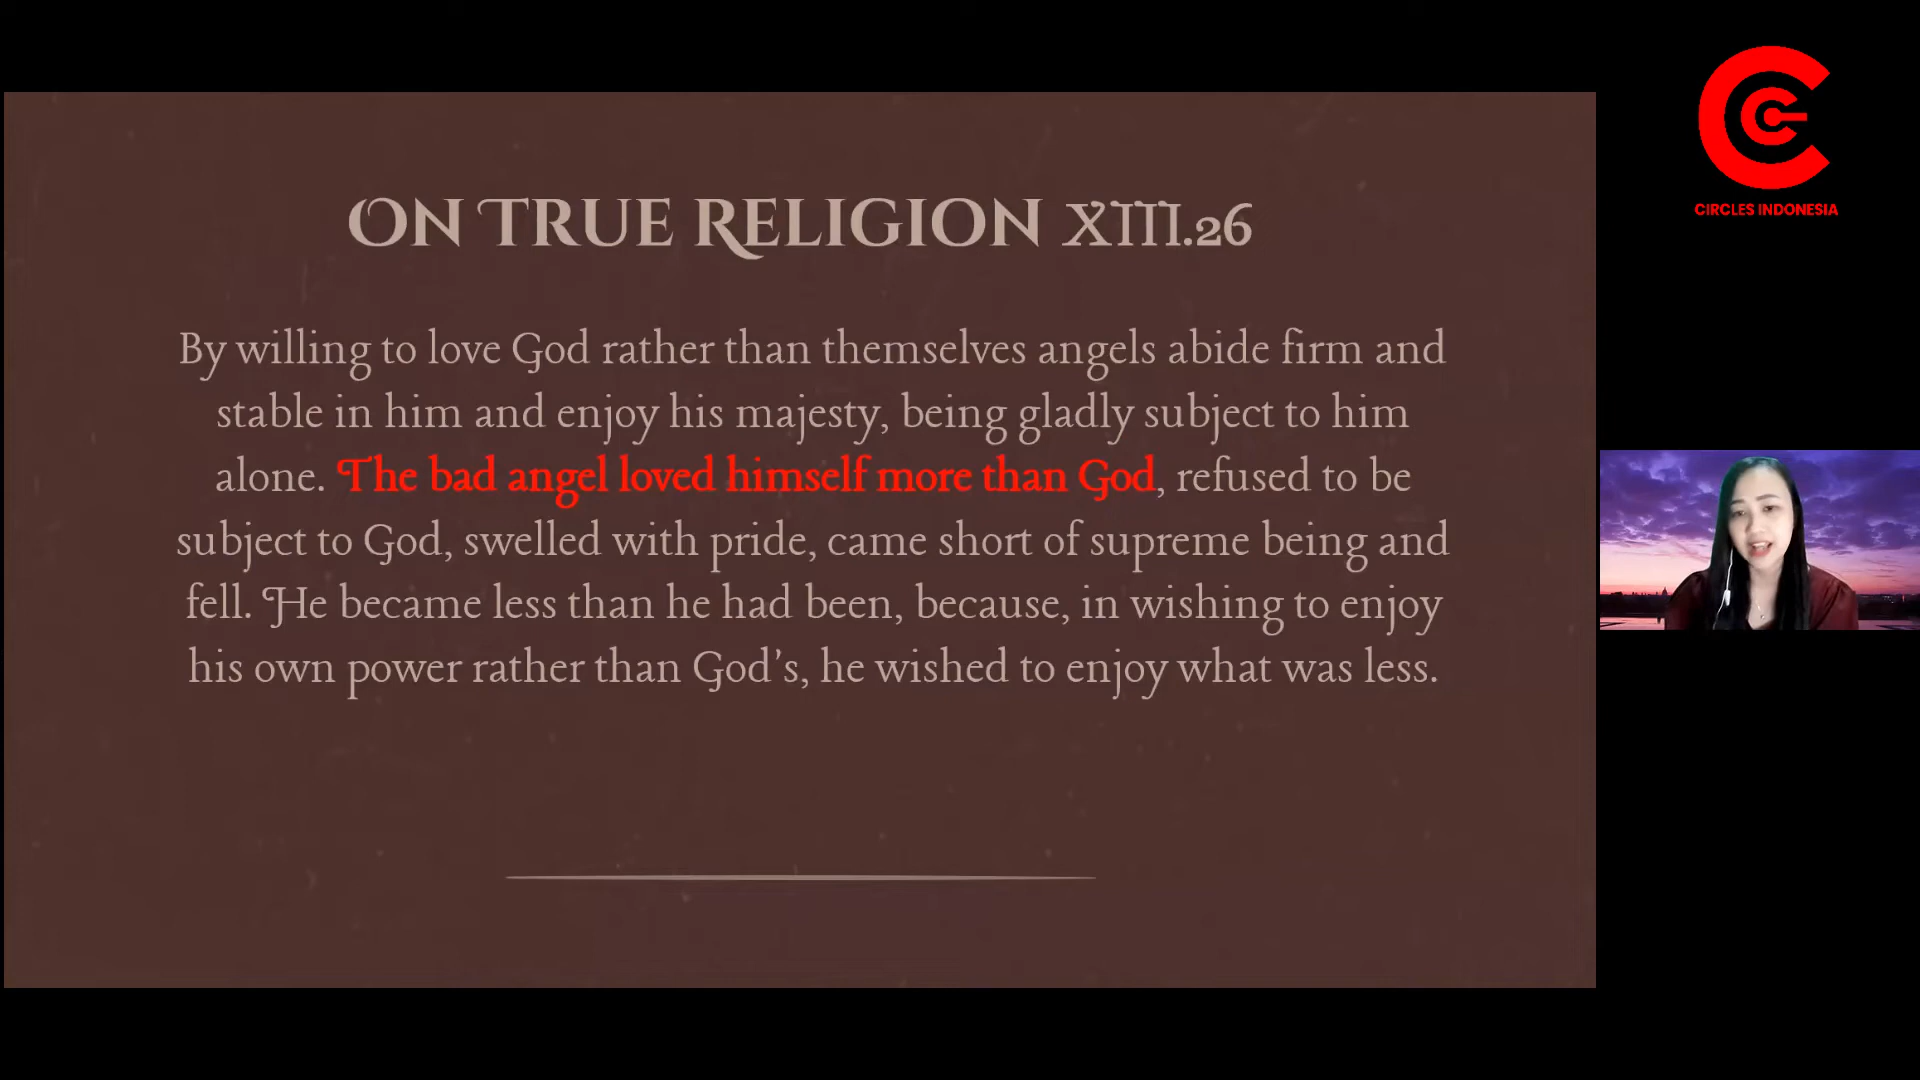 On True Religion XIII.26
By willing to love God rather than themselves angels abide firm and
stable in him and enjoy his majesty, being gladly subject to him
alone. The bad angel loved himself more than God, refused to be
subject to God, swelled with pride, came short of supreme being and
fell. He became less than he had been, because, in wishing to enjoy
his own power rather than God's, he wished to enjoy what was less.
CIRCLES INDONESIA